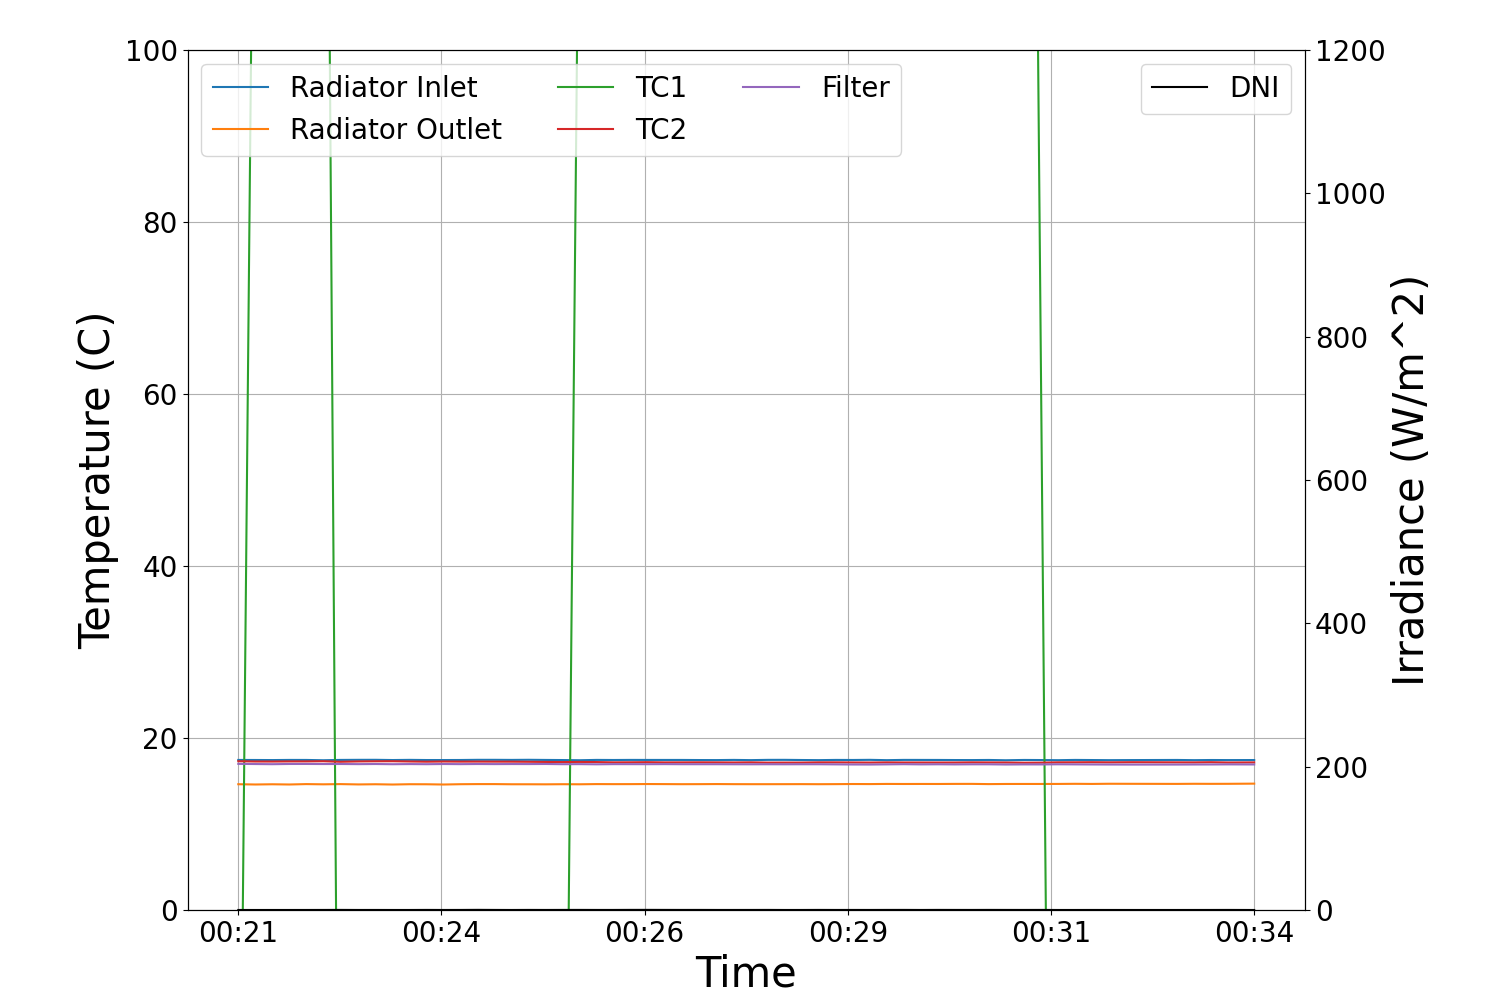 100
80
60
40
20
0
Temperature (C)
Radiator Inlet
Radiator Outlet
TC1
TC2
Filter
DNI
1200
1000
800
600
400
200
0
Irradiance (W/m^2)
00:21 00:24 00:26 00:29 00:31 00:34
Time